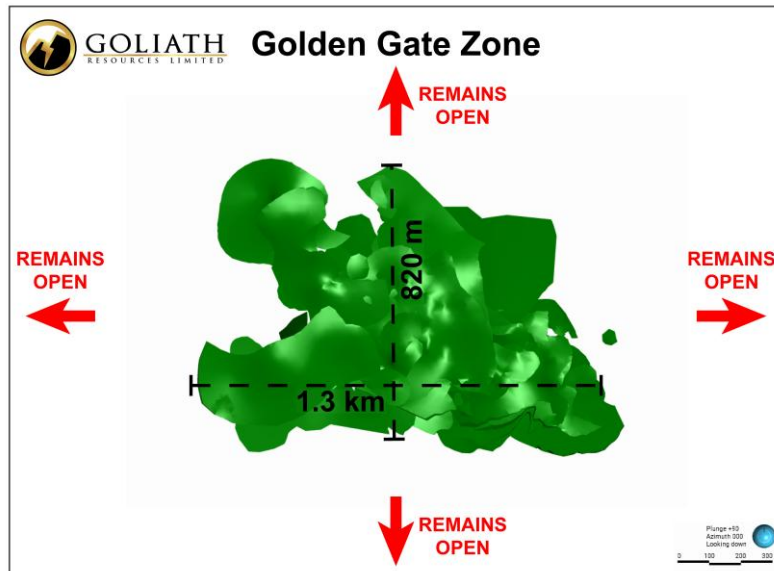 GOLIATH
RESOURCES LIMITED
Golden Gate Zone
REMAINS
OPEN
REMAINS
OPEN
REMAINS
OPEN
820 m
1.3 km
REMAINS
OPEN
Plunge +90
Azimuth 000
Looking down
0 100 200 300